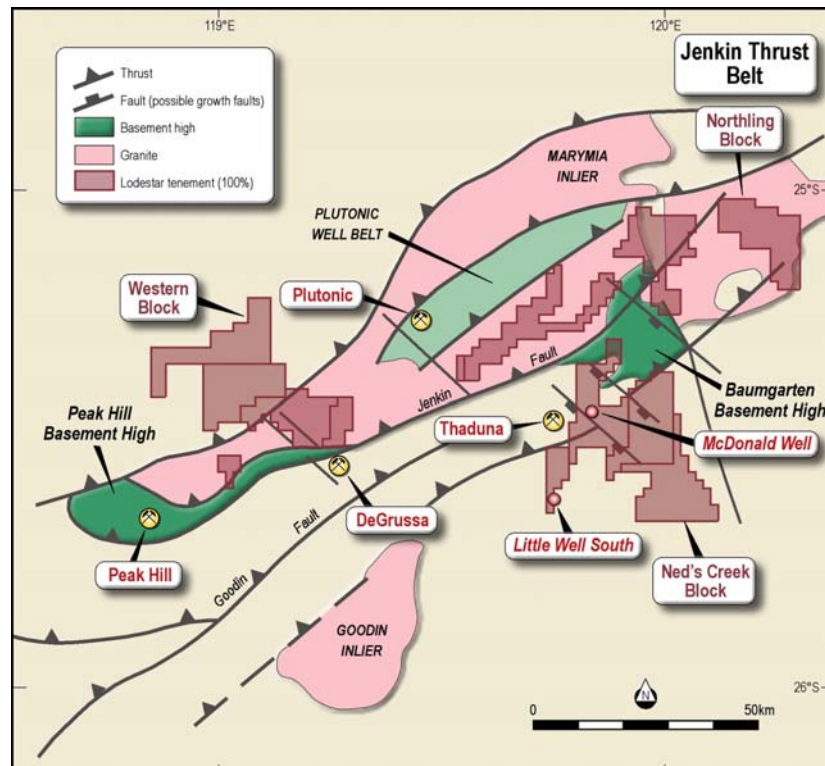 119°E
120°E
Jenkin Thrust
Belt
Thrust
Fault (possible growth faults)
Basement high
Granite
Lodestar tenement (100%)
Northling
Block
MARYMIA
INLIER
25°S
PLUTONIC
WELL BELT
Western
Block
Plutonic
Fault
Jenkin
Baumgarten
Basement High
Peak Hill
Basement High
Thaduna
McDonald Well
DeGrussa
Fault
Little Well South
Peak Hill
Ned's Creek
Block
Goodin
GOODIN
INLIER
26°S
N
0
50km